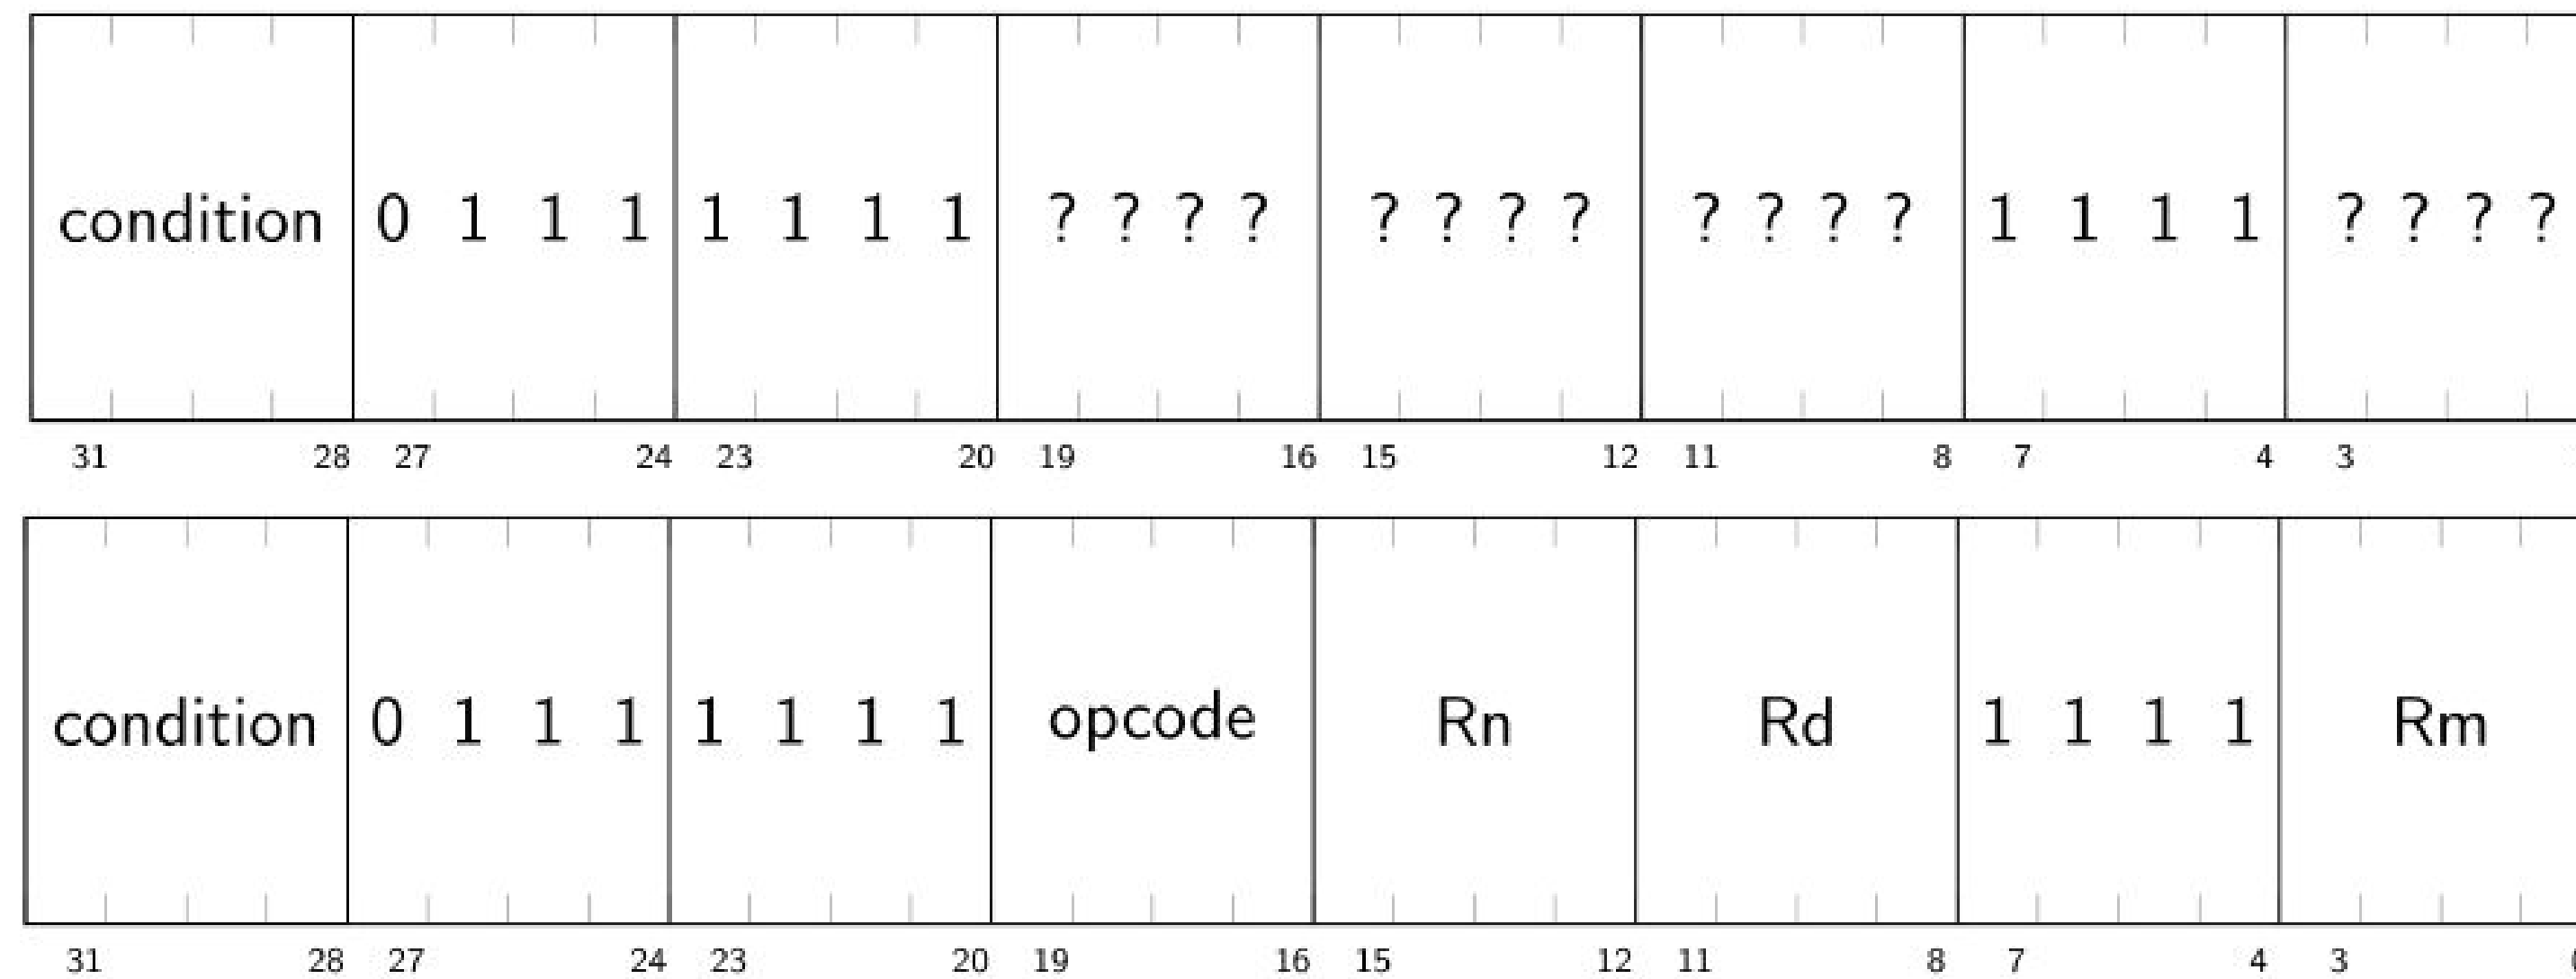 condition 0 1 1 1 1 1 1 1 ? ? ? ? ? ? ? ? ? ? ? ? 1 1 1 1 ? ? ? ?
31 28 27 24 23 20 19 16 15 12 11 8 7 4 3
condition 0 1 1 1 1 1 1 1 opcode Rn Rd 1 1 1 1 Rm
31 28 27 24 23 20 19 16 15 12 11 8 7 4 3